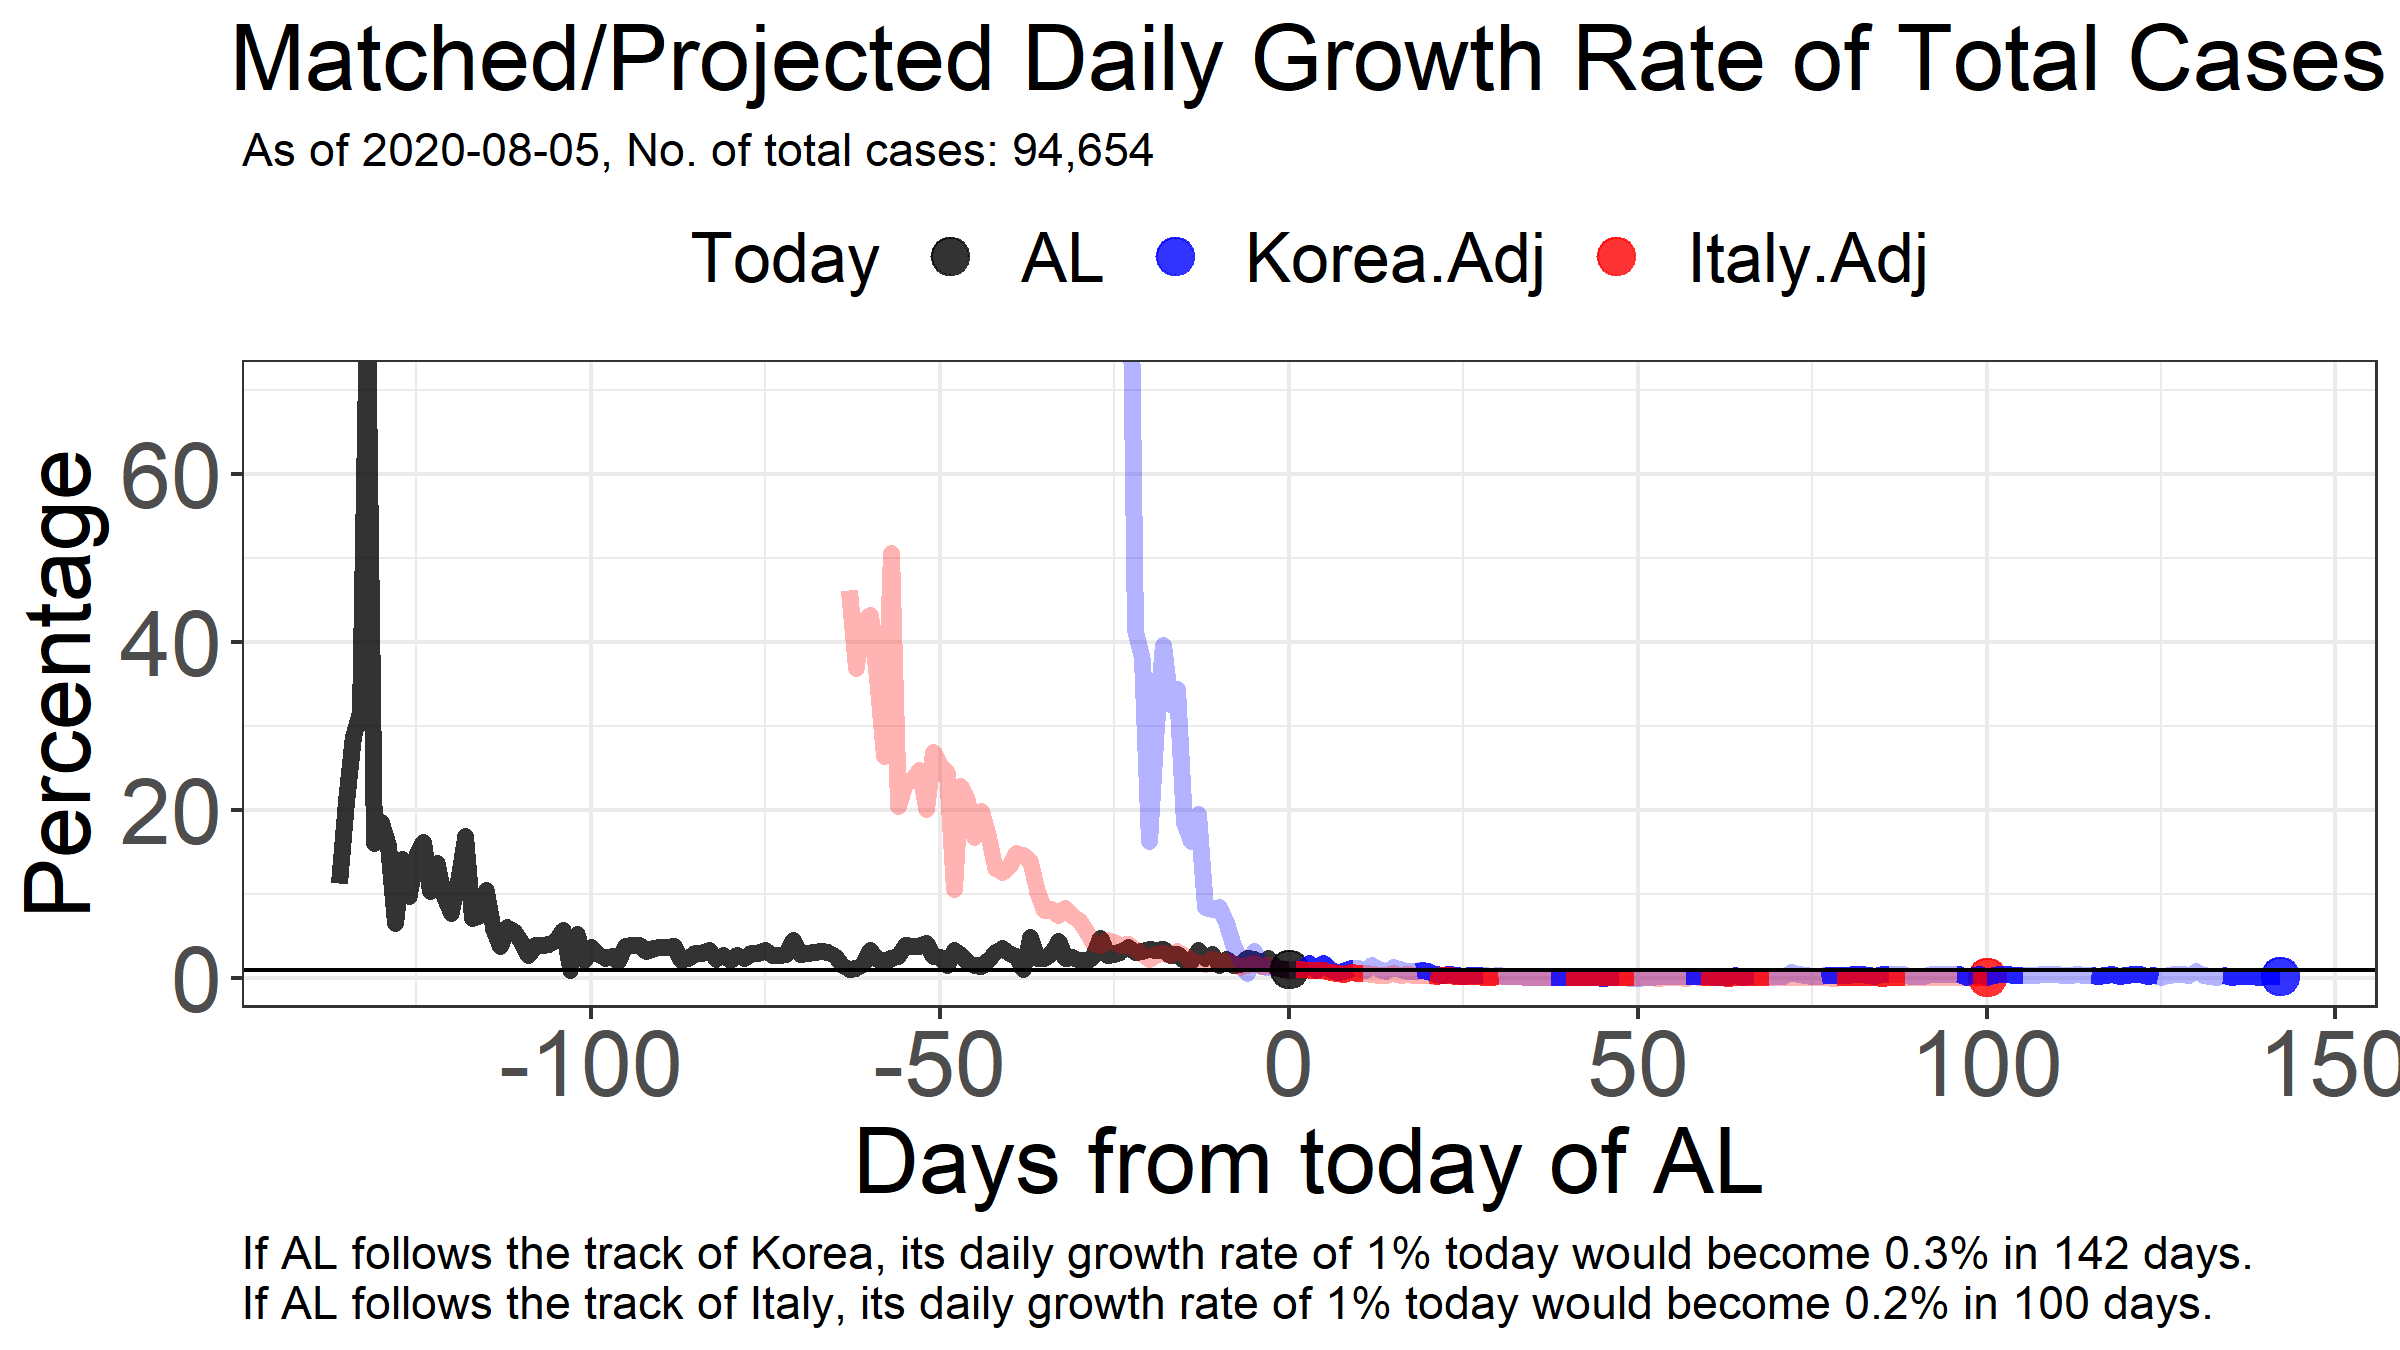 Matched/Projected Daily Growth Rate of Total Cases
As of 2020-08-05, No. of total cases: 94,654
Today AL Korea.Adj Italy.Adj
Percentage
60
40
20
0
-100 -50 0 50 100 150
Days from today of AL
If AL follows the track of Korea, its daily growth rate of 1% today would become 0.3% in 142 days.
If AL follows the track of Italy, its daily growth rate of 1% today would become 0.2% in 100 days.